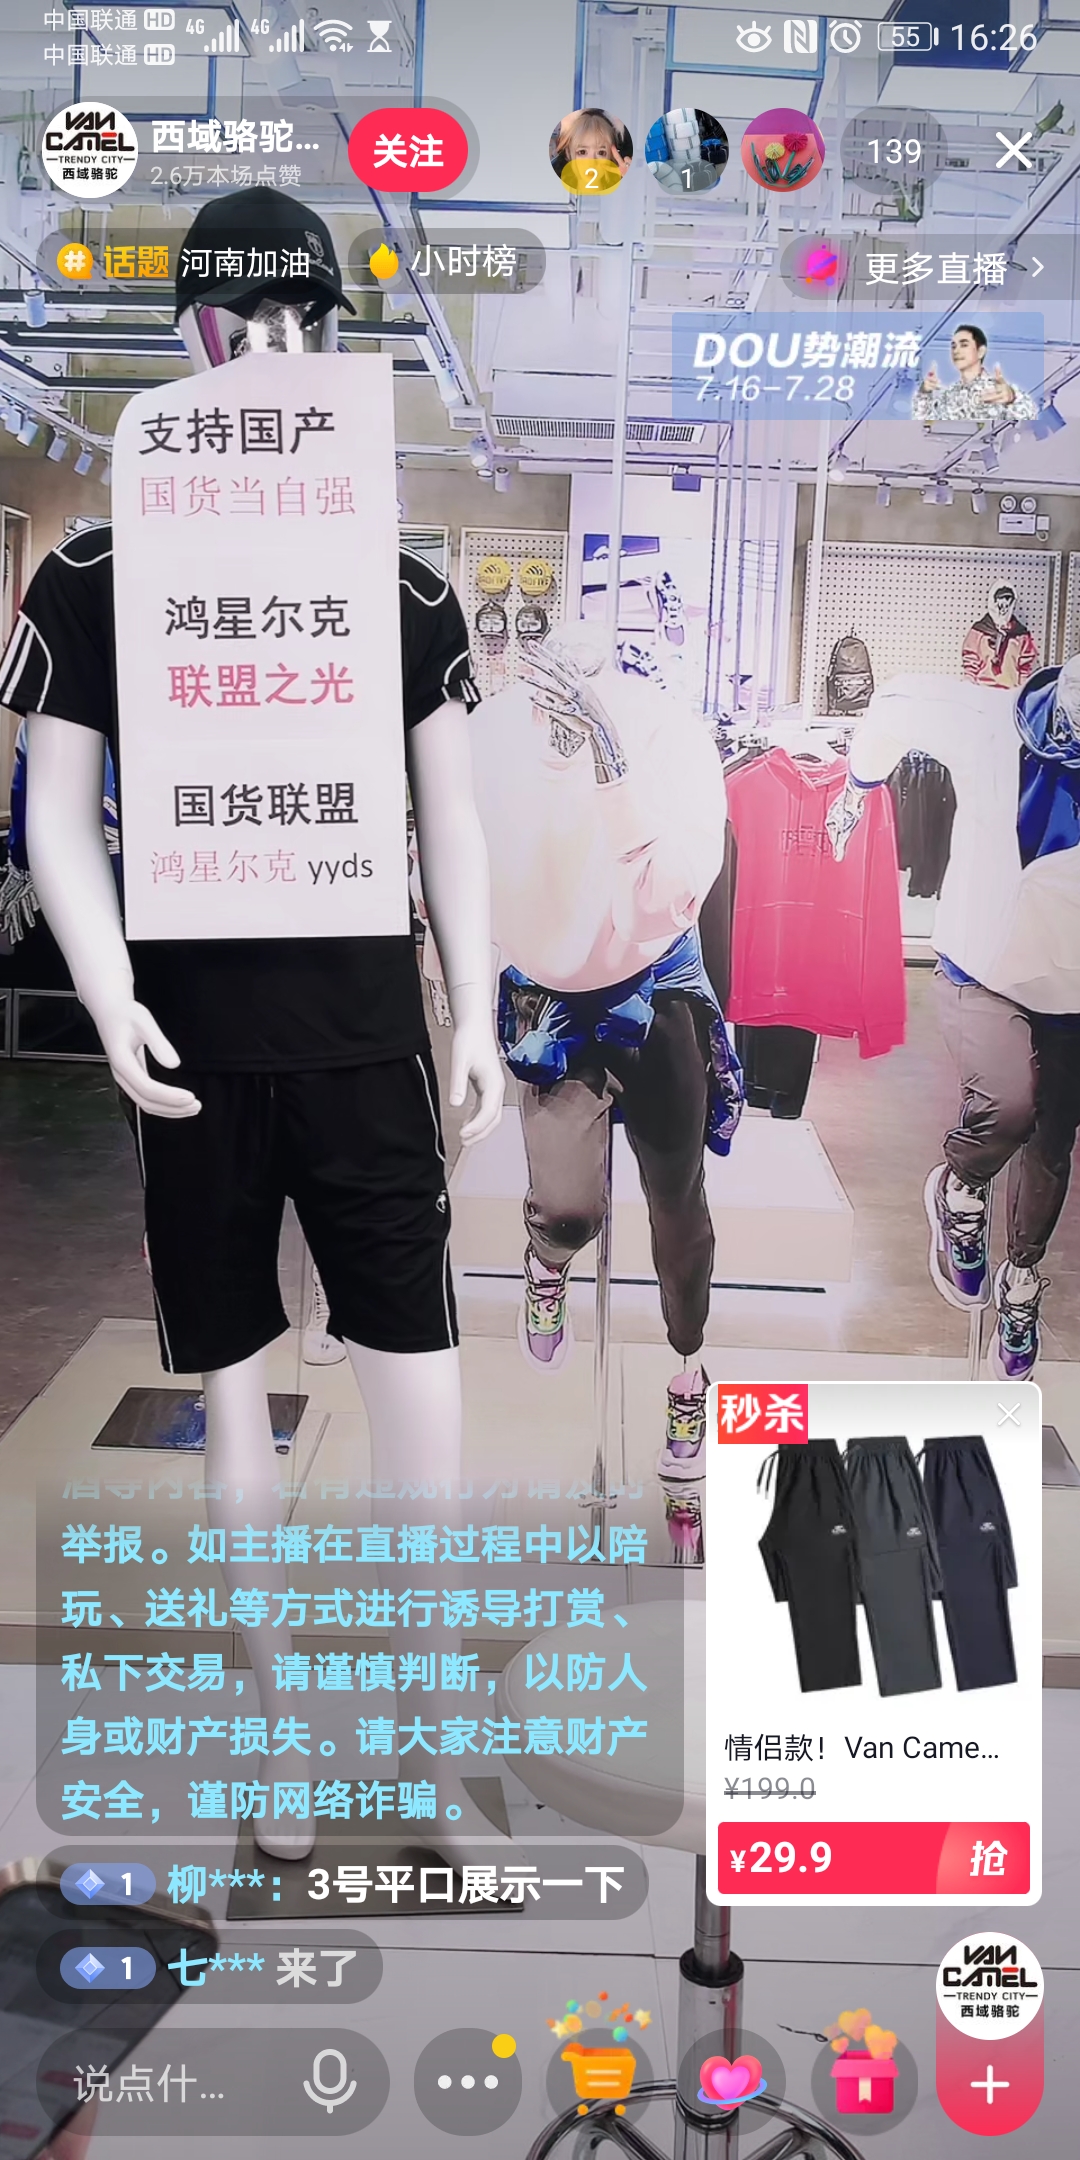 中国联通 HD
中国联通 HD
4G
4G
55
16:26
VAN
CAMEL
TRENDY CITY
西域骆驼
西域骆驼...
2.6万本场点赞
关注
2
1
139
话题 河南加油
小时榜
更多直播
DOU势潮流
7.16-7.28
支持国产
国货当自强
鸿星尔克
联盟之光
国货联盟
鸿星尔克 yyds
举报。如主播在直播过程中以陪
玩、送礼等方式进行诱导打赏、
私下交易，请谨慎判断，以防人
身或财产损失。请大家注意财产
安全，谨防网络诈骗。
1 柳***：3号平口展示一下
1 七*** 来了
秒杀
情侣款！Van Came...
¥199.0
¥29.9
抢
VAN
CAMEL
TRENDY CITY
西域骆驼
说点什...